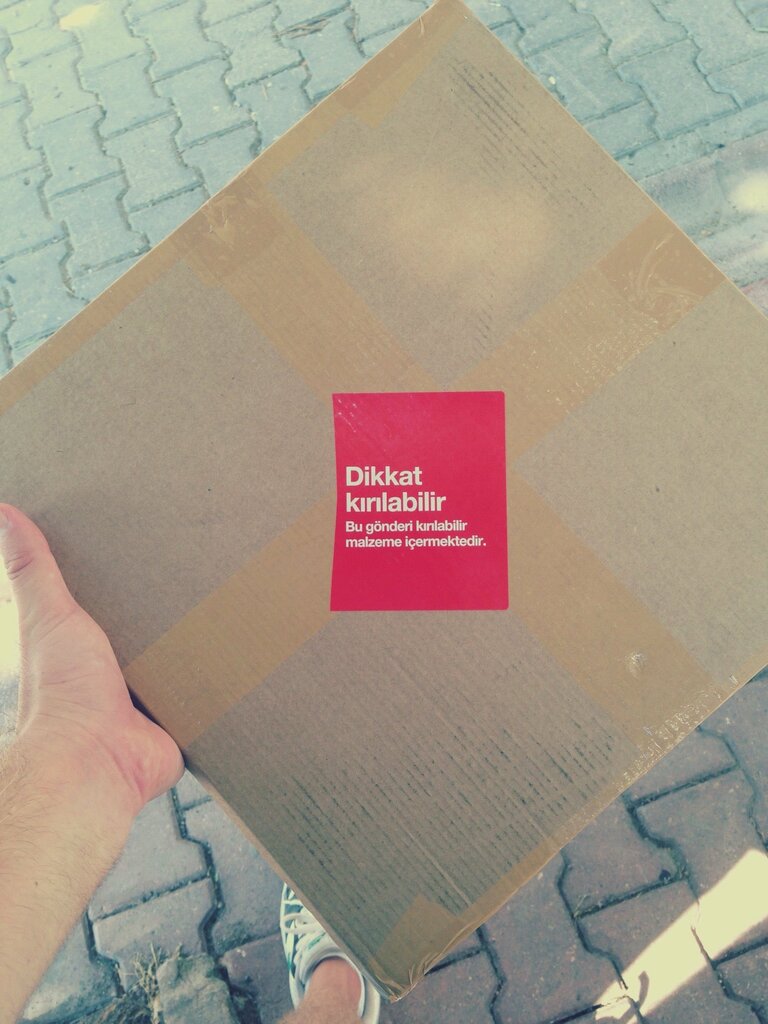 Dikkat
kırılabilir
Bu gönderi kırılabilir
malzeme içermektedir.